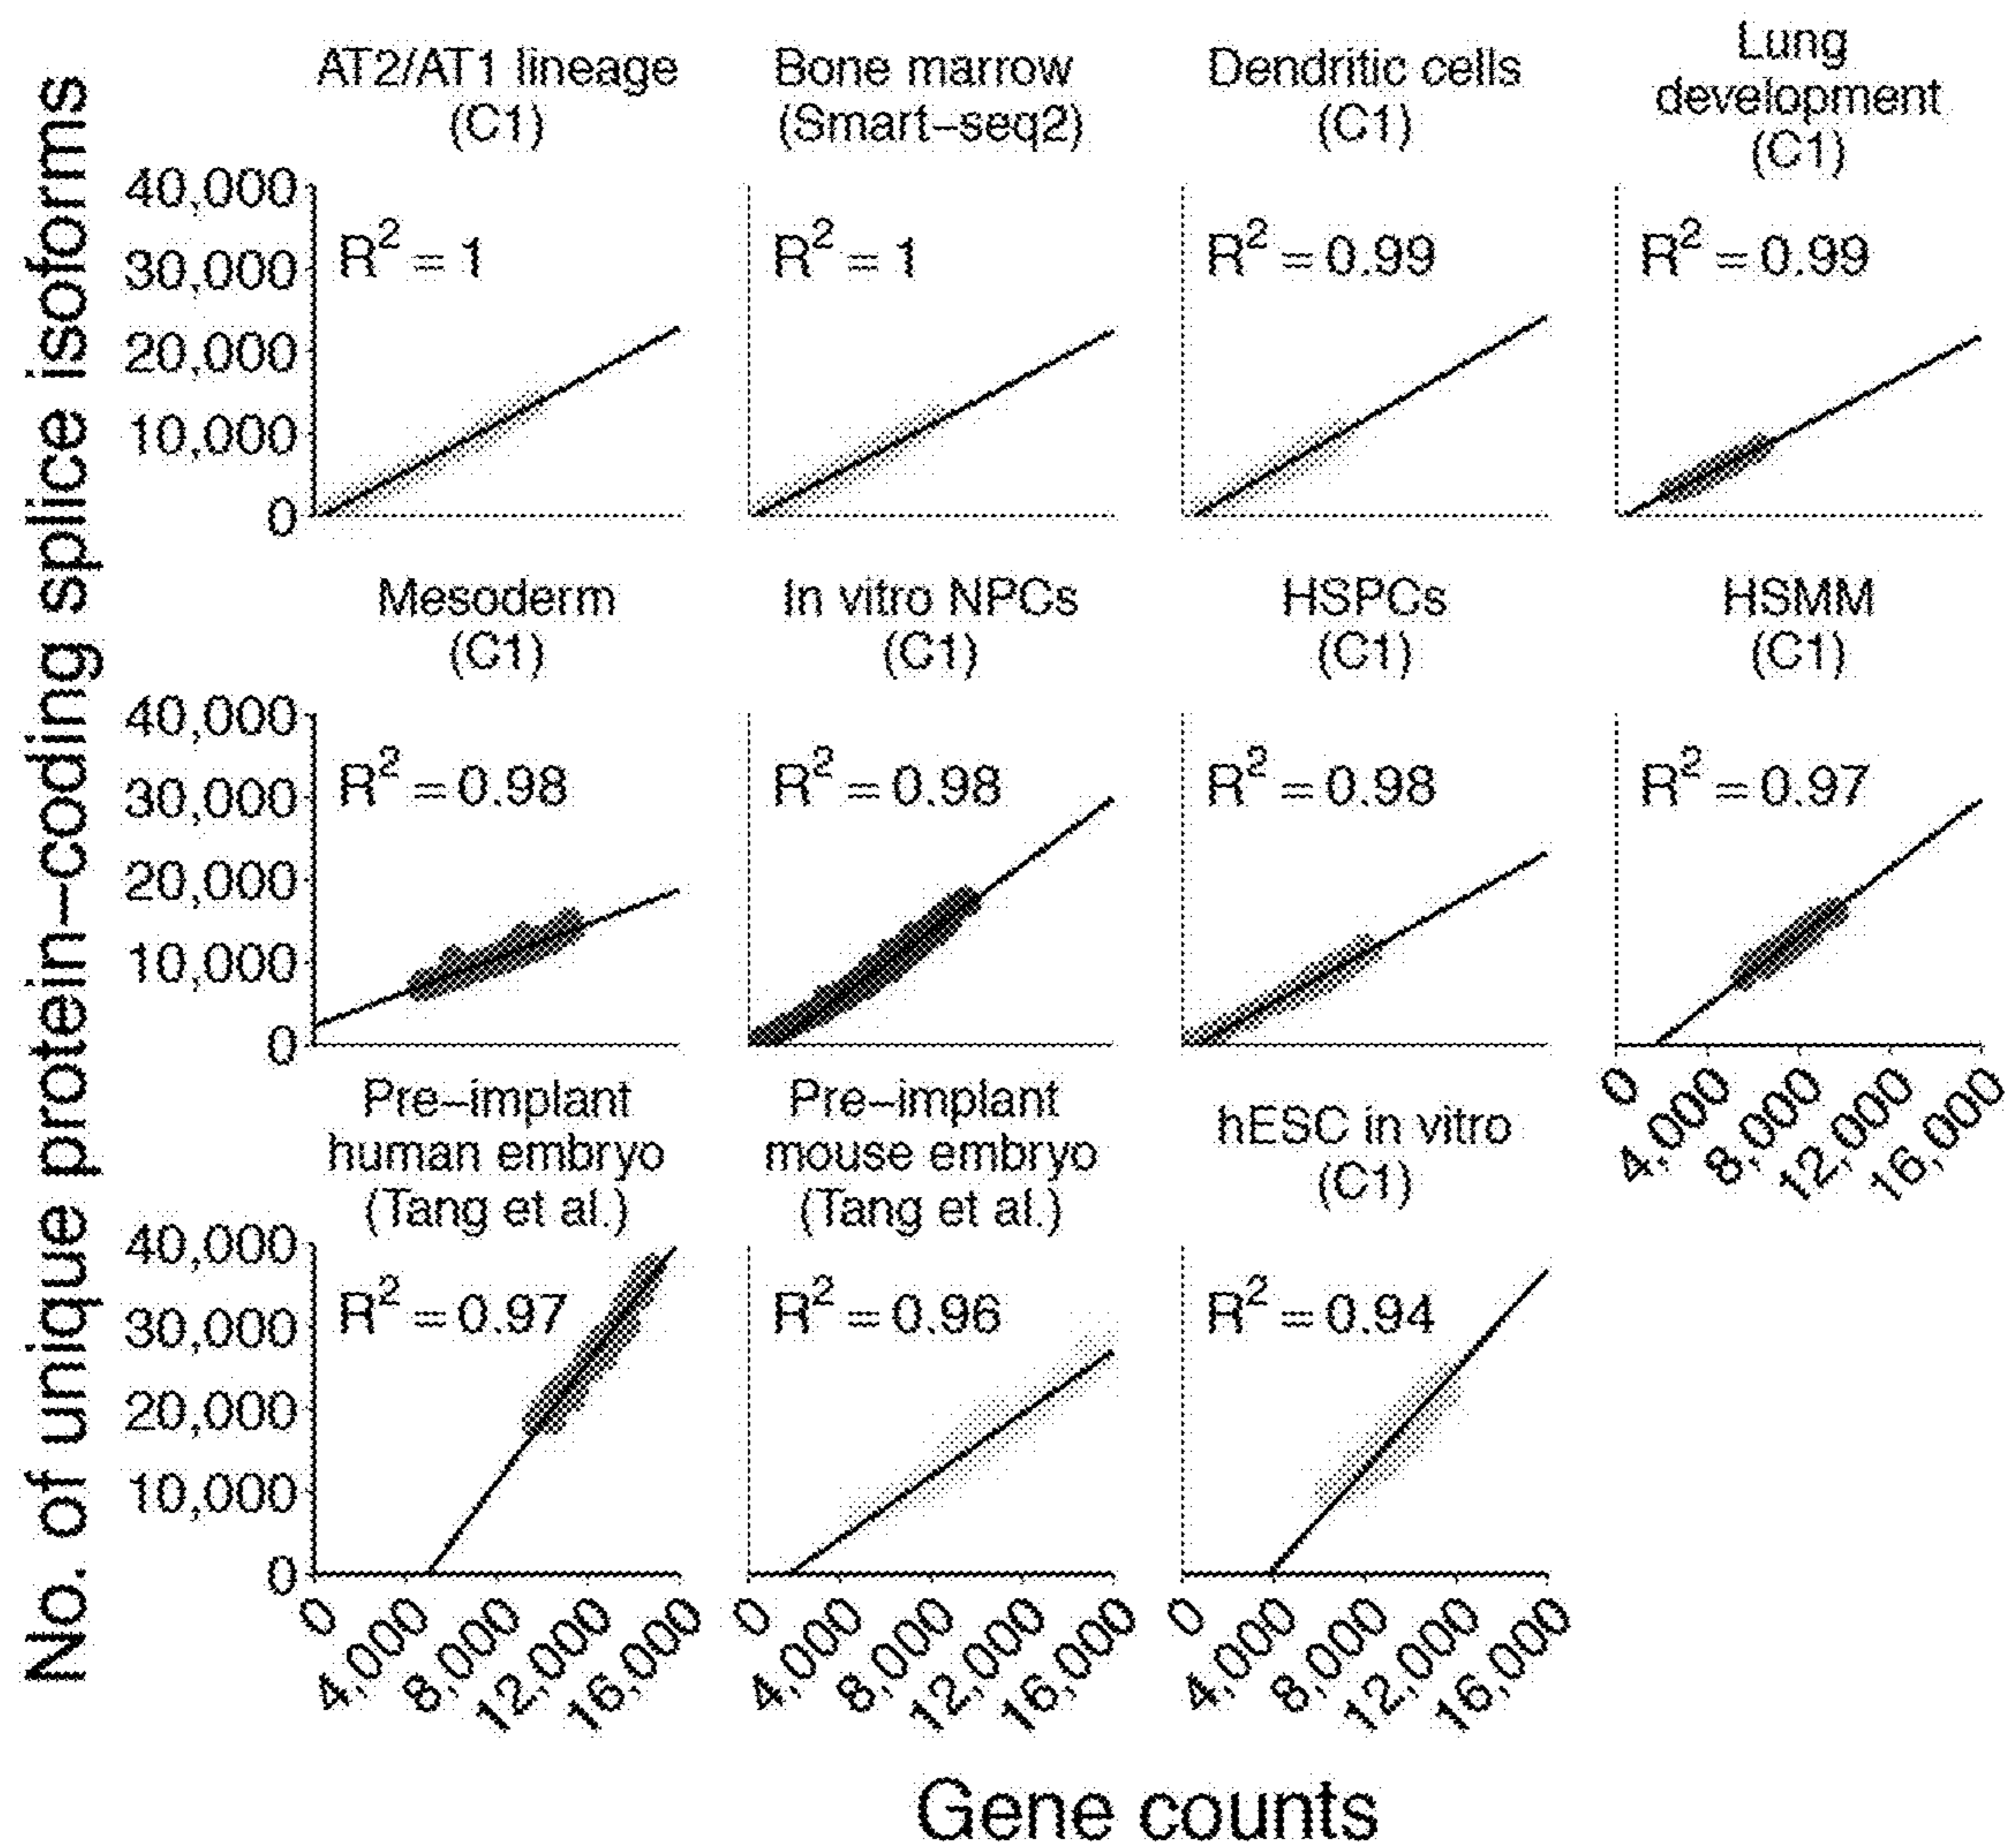 No. of unique protein-coding splice isoforms
AT2/AT1 lineage
(C1)
Bone marrow
(Smart-seq2)
Dendritic cells
(C1)
Lung
development
(C1)
40,000
30,000
20,000
10,000
0
R² = 1
R² = 1
R² = 0.99
R² = 0.99
Mesoderm
(C1)
In vitro NPCs
(C1)
HSPCs
(C1)
HSMM
(C1)
40,000
30,000
20,000
10,000
0
R² = 0.98
R² = 0.98
R² = 0.98
R² = 0.97
0
4,000
8,000
12,000
16,000
Pre-implant
human embryo
(Tang et al.)
Pre-implant
mouse embryo
(Tang et al.)
hESC in vitro
(C1)
40,000
30,000
20,000
10,000
0
R² = 0.97
R² = 0.96
R² = 0.94
0
4,000
8,000
12,000
16,000
0
4,000
8,000
12,000
16,000
0
4,000
8,000
12,000
16,000
Gene counts